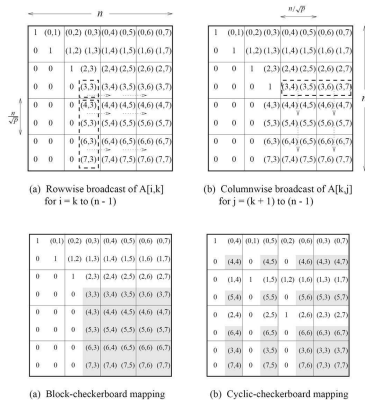 n
1 (0,1) (0,2) (0,3) (0,4) (0,5) (0,6) (0,7)
0 1 (1,2) (1,3) (1,4) (1,5) (1,6) (1,7)
0 0 1 (2,3) (2,4) (2,5) (2,6) (2,7)
0 0 0 (3,3) (3,4) (3,5) (3,6) (3,7)
0 0 0 (4,3) (4,4) (4,5) (4,6) (4,7)
0 0 0 (5,3) (5,4) (5,5) (5,6) (5,7)
0 0 0 (6,3) (6,4) (6,5) (6,6) (6,7)
0 0 0 (7,3) (7,4) (7,5) (7,6) (7,7)
n/√p
(a) Rowwise broadcast of A[i,k]
for i = k to (n - 1)
n/√p
1 (0,1) (0,2) (0,3) (0,4) (0,5) (0,6) (0,7)
0 1 (1,2) (1,3) (1,4) (1,5) (1,6) (1,7)
0 0 1 (2,3) (2,4) (2,5) (2,6) (2,7)
0 0 0 1 (3,4) (3,5) (3,6) (3,7)
0 0 0 (4,3) (4,4) (4,5) (4,6) (4,7)
0 0 0 (5,3) (5,4) (5,5) (5,6) (5,7)
0 0 0 (6,3) (6,4) (6,5) (6,6) (6,7)
0 0 0 (7,3) (7,4) (7,5) (7,6) (7,7)
(b) Columnwise broadcast of A[k,j]
for j = (k + 1) to (n - 1)
1 (0,1) (0,2) (0,3) (0,4) (0,5) (0,6) (0,7)
0 1 (1,2) (1,3) (1,4) (1,5) (1,6) (1,7)
0 0 1 (2,3) (2,4) (2,5) (2,6) (2,7)
0 0 0 (3,3) (3,4) (3,5) (3,6) (3,7)
0 0 0 (4,3) (4,4) (4,5) (4,6) (4,7)
0 0 0 (5,3) (5,4) (5,5) (5,6) (5,7)
0 0 0 (6,3) (6,4) (6,5) (6,6) (6,7)
0 0 0 (7,3) (7,4) (7,5) (7,6) (7,7)
(a) Block-checkerboard mapping
1 (0,4) (0,1) (0,5) (0,2) (0,6) (0,3) (0,7)
0 (4,4) 0 (4,5) 0 (4,6) (4,3) (4,7)
0 (1,4) 1 (1,5) (1,2) (1,6) (1,3) (1,7)
0 (5,4) 0 (5,5) 0 (5,6) (5,3) (5,7)
0 (2,4) 0 (2,5) 1 (2,6) (2,3) (2,7)
0 (6,4) 0 (6,5) 0 (6,6) (6,3) (6,7)
0 (3,4) 0 (3,5) 0 (3,6) (3,3) (3,7)
0 (7,4) 0 (7,5) 0 (7,6) (7,3) (7,7)
(b) Cyclic-checkerboard mapping